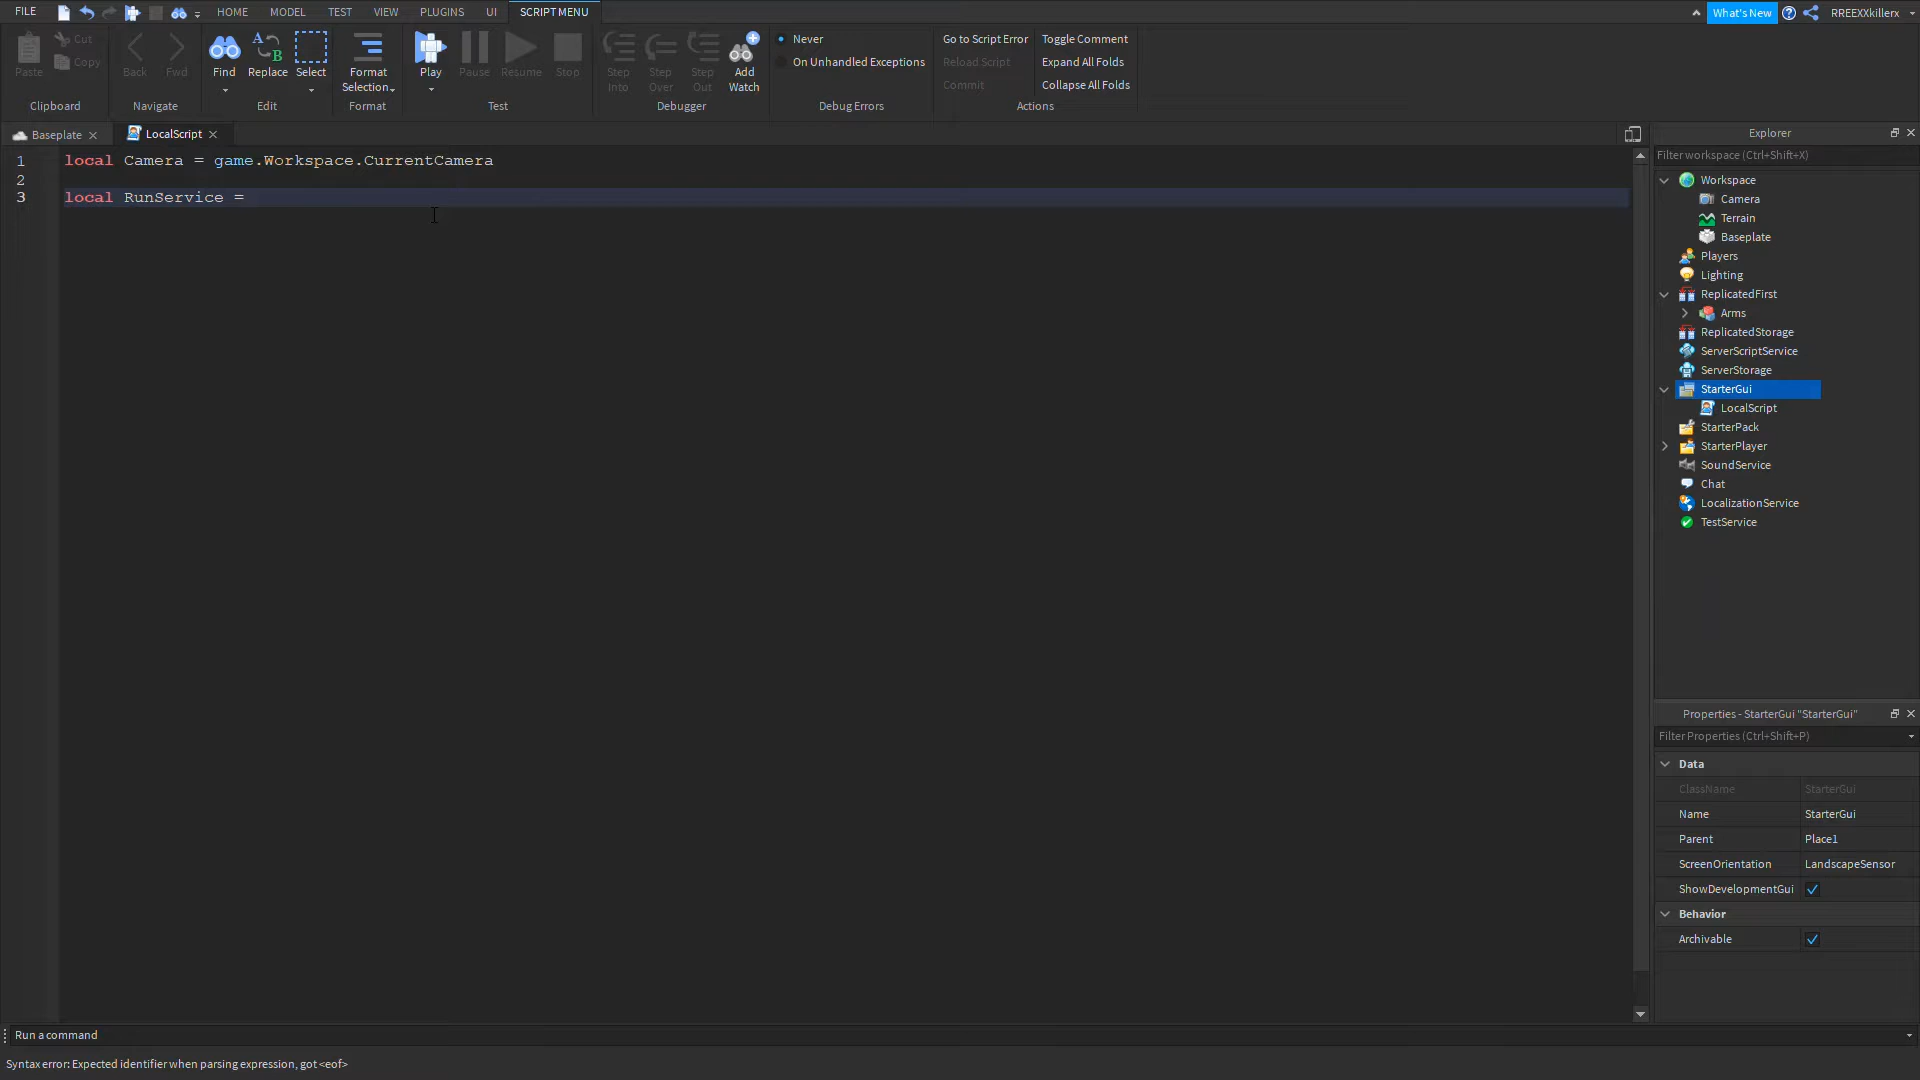 FILE HOME MODEL TEST VIEW PLUGINS UI SCRIPT MENU What's New RREEXXkillerx
Paste Cut Copy
Back Fwd
Find Replace Select
Format Selection
Play Pause Resume Stop
Step Into Step Over Step Out Add Watch
Never
On Unhandled Exceptions
Go to Script Error Toggle Comment
Reload Script Expand All Folds
Commit Collapse All Folds
Clipboard Navigate Edit Format Test Debugger Debug Errors Actions
Baseplate LocalScript
1 local Camera = game.Workspace.CurrentCamera
2
3 local RunService =
Explorer
Filter workspace (Ctrl+Shift+X)
Workspace
Camera
Terrain
Baseplate
Players
Lighting
ReplicatedFirst
Arms
ReplicatedStorage
ServerScriptService
ServerStorage
StarterGui
LocalScript
StarterPack
StarterPlayer
SoundService
Chat
LocalizationService
TestService
Properties - StarterGui "StarterGui"
Filter Properties (Ctrl+Shift+P)
Data
ClassName StarterGui
Name StarterGui
Parent Place1
ScreenOrientation LandscapeSensor
ShowDevelopmentGui
Behavior
Archivable
Run a command
Syntax error: Expected identifier when parsing expression, got <eof>